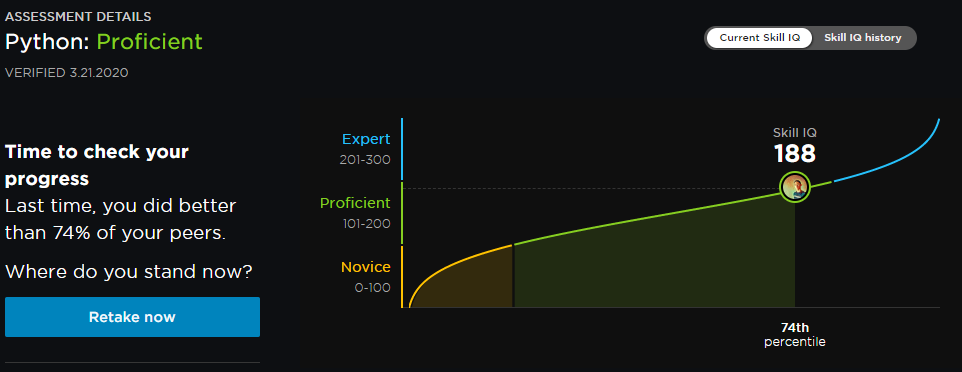 ASSESSMENT DETAILS
Python: Proficient
VERIFIED 3.21.2020
Current Skill IQ
Skill IQ history
Time to check your
progress
Last time, you did better
than 74% of your peers.
Where do you stand now?
Retake now
Expert
201-300
Proficient
101-200
Novice
0-100
Skill IQ
188
74th
percentile